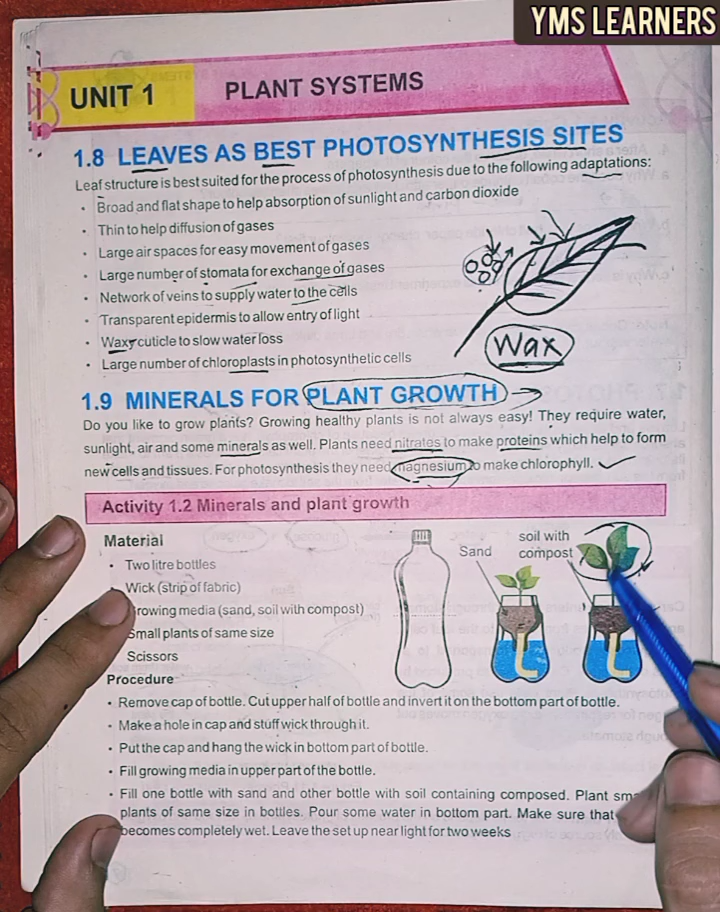 YMS LEARNERS
UNIT 1
PLANT SYSTEMS
1.8 LEAVES AS BEST PHOTOSYNTHESIS SITES
Leaf structure is best suited for the process of photosynthesis due to the following adaptations:
• Broad and flat shape to help absorption of sunlight and carbon dioxide
• Thin to help diffusion of gases
• Large air spaces for easy movement of gases
• Large number of stomata for exchange of gases
• Network of veins to supply water to the cells
• Transparent epidermis to allow entry of light
• Waxy cuticle to slow water loss
• Large number of chloroplasts in photosynthetic cells
Wax
1.9 MINERALS FOR PLANT GROWTH
Do you like to grow plants? Growing healthy plants is not always easy! They require water,
sunlight, air and some minerals as well. Plants need nitrates to make proteins which help to form
new cells and tissues. For photosynthesis they need magnesium to make chlorophyll.
Activity 1.2 Minerals and plant growth
Material
• Two litre bottles
Wick (strip of fabric)
Growing media (sand, soil with compost)
Small plants of same size
Scissors
Sand
soil with
compost
Procedure
• Remove cap of bottle. Cut upper half of bottle and invert it on the bottom part of bottle.
• Make a hole in cap and stuff wick through it.
• Put the cap and hang the wick in bottom part of bottle.
• Fill growing media in upper part of the bottle.
• Fill one bottle with sand and other bottle with soil containing composed. Plant
plants of same size in bottles. Pour some water in bottom part. Make sure that
becomes completely wet. Leave the set up near light for two weeks